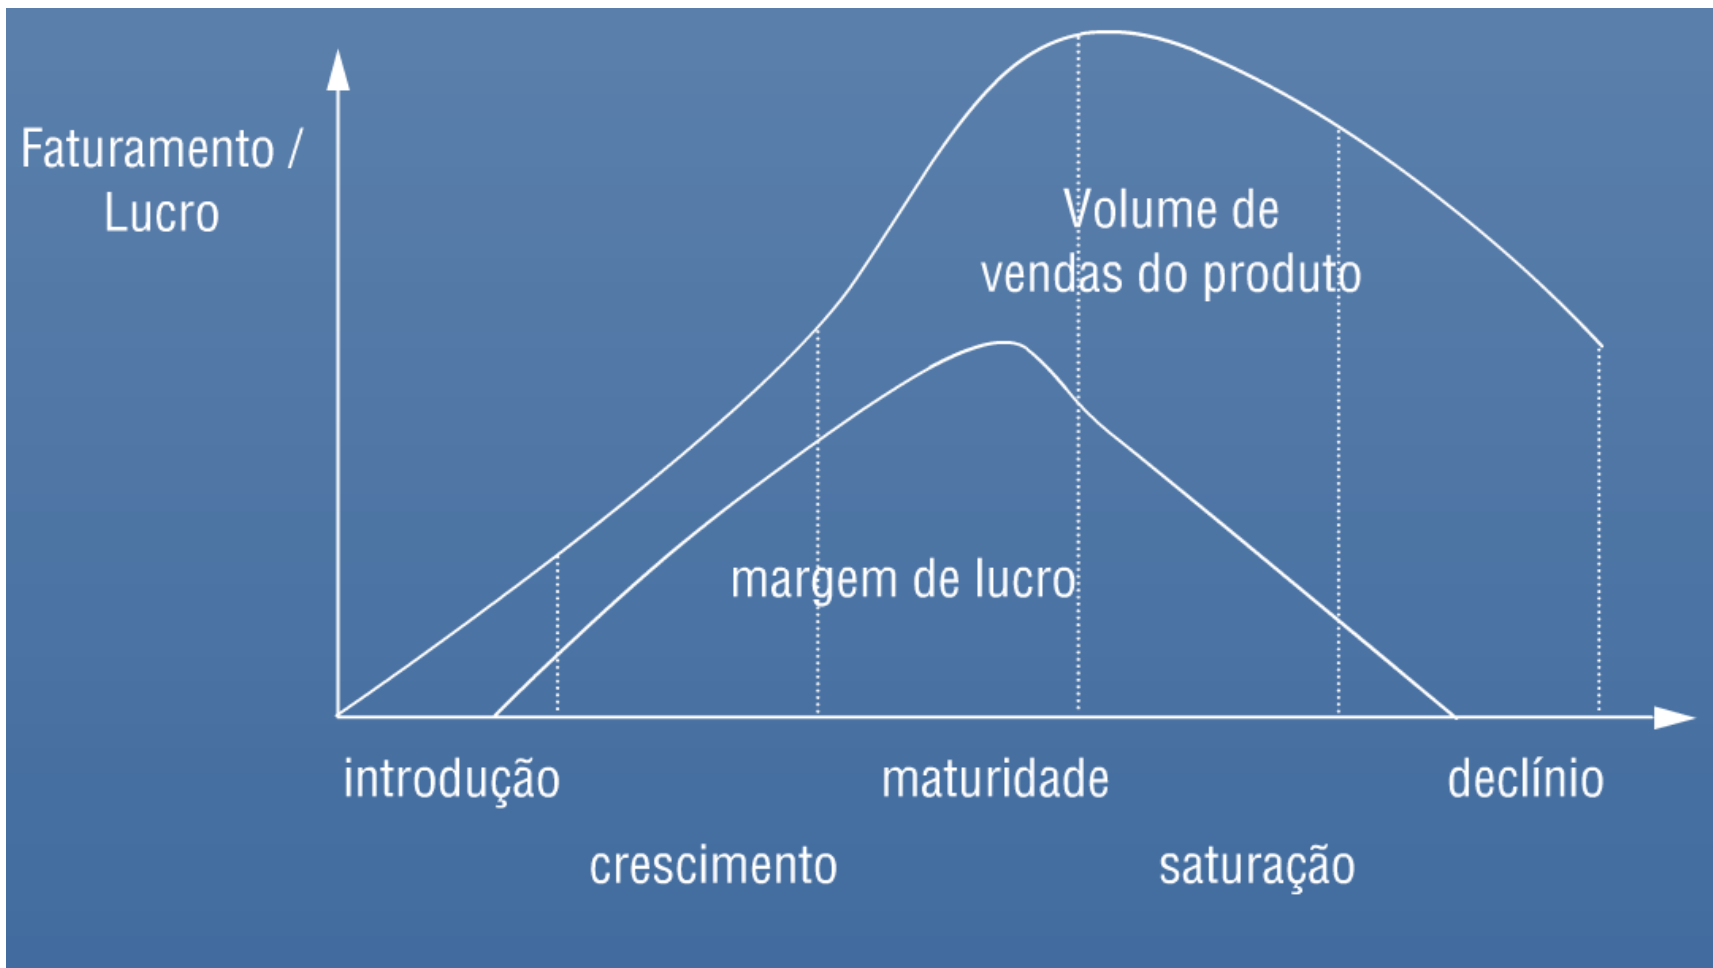 Faturamento /
Lucro
Volume de
vendas do produto
margem de lucro
introdução
maturidade
declínio
crescimento
saturação